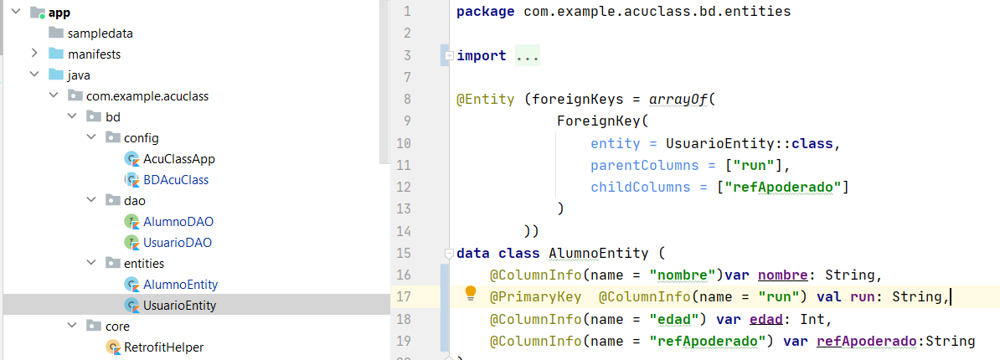 app
sampledata
manifests
java
com.example.acuclass
bd
config
AcuClassApp
BDAcuClass
dao
AlumnoDAO
UsuarioDAO
entities
AlumnoEntity
UsuarioEntity
core
RetrofitHelper
1 package com.example.acuclass.bd.entities
2
3 import ...
7
8 @Entity (foreignKeys = arrayOf(
9 ForeignKey(
10 entity = UsuarioEntity::class,
11 parentColumns = ["run"],
12 childColumns = ["refApoderado"]
13 )
14 ))
15 data class AlumnoEntity (
16 @ColumnInfo(name = "nombre")var nombre: String,
17 @PrimaryKey @ColumnInfo(name = "run") val run: String,
18 @ColumnInfo(name = "edad") var edad: Int,
19 @ColumnInfo(name = "refApoderado") var refApoderado:String